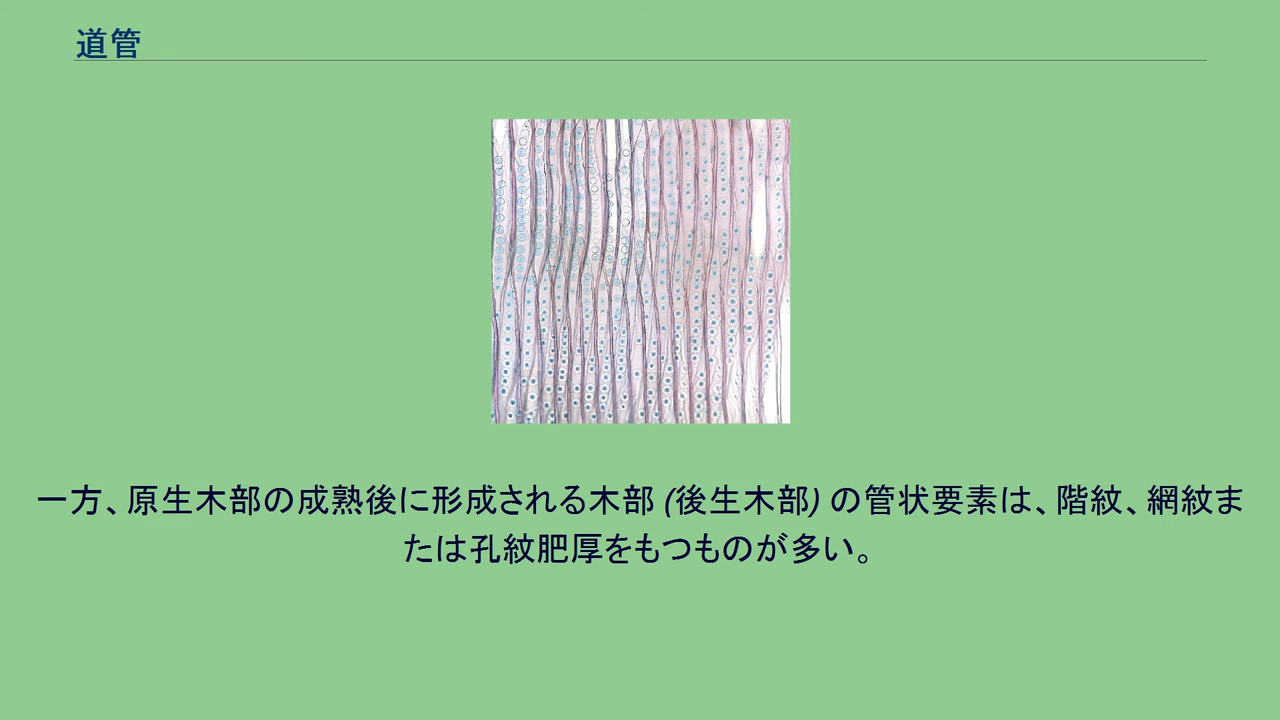 道管
一方、原生木部の成熟後に形成される木部 (後生木部) の管状要素は、階紋、網紋ま
たは孔紋肥厚をもつものが多い。